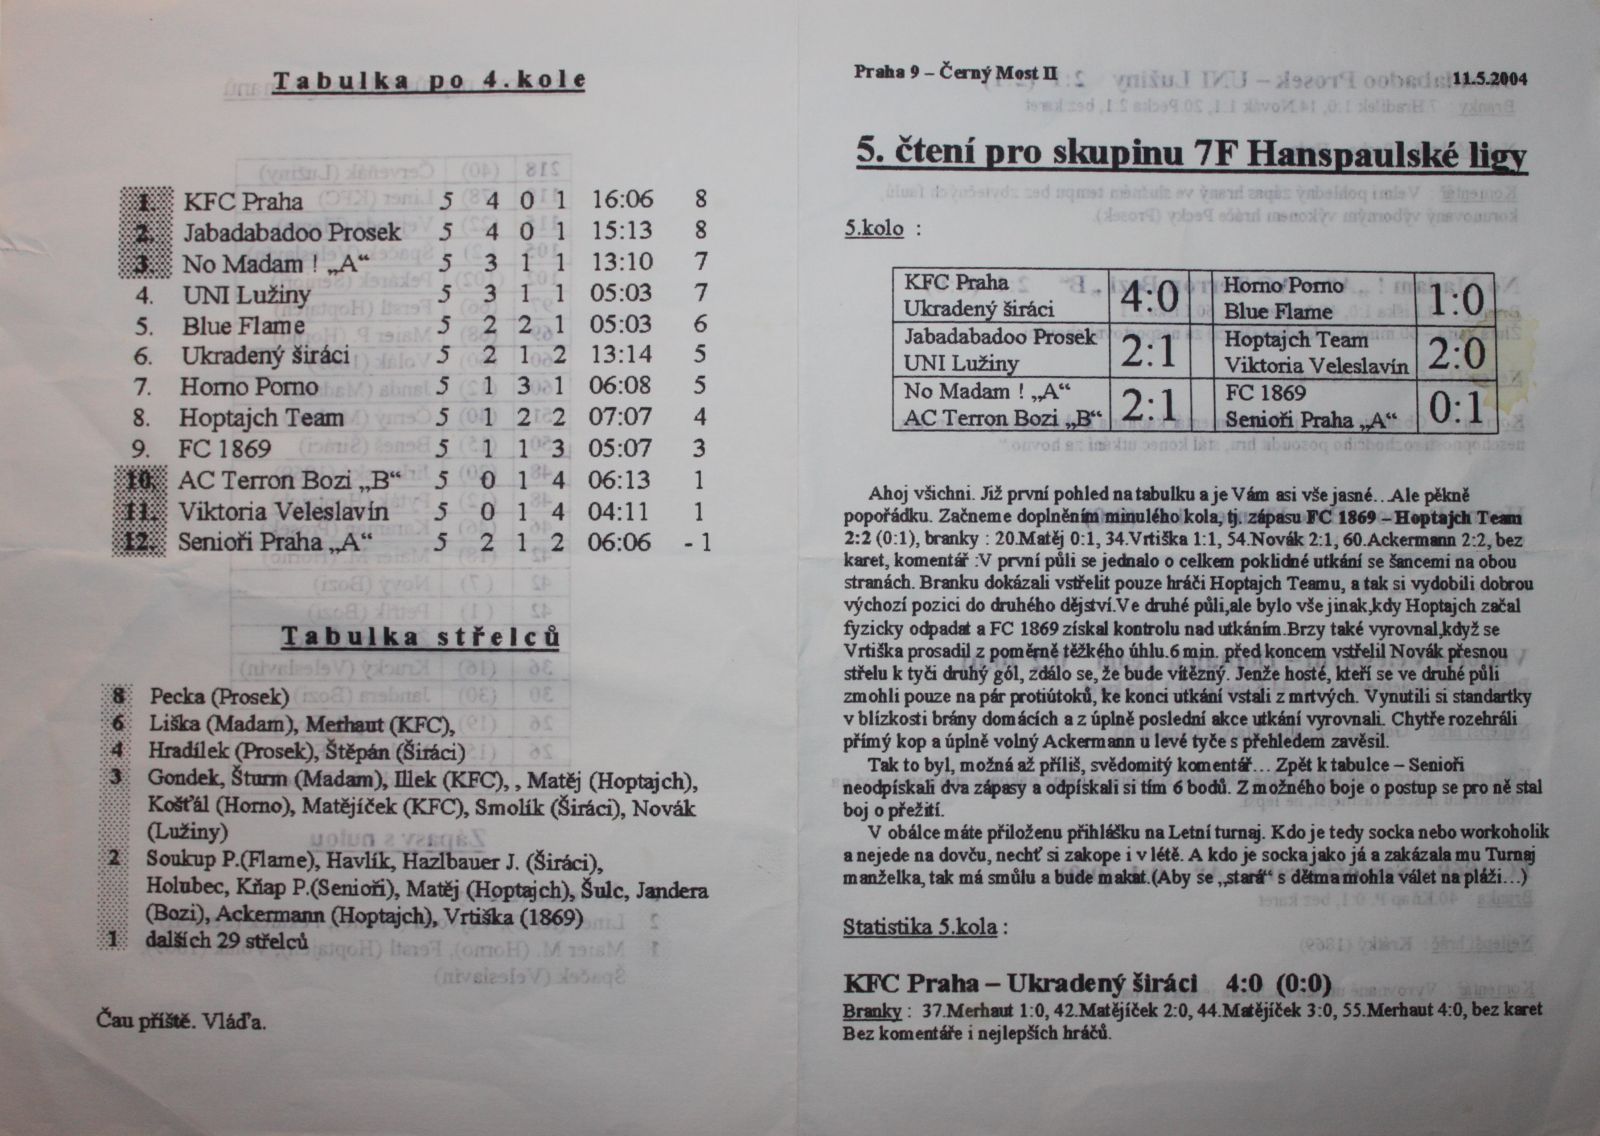 Tabulka po 4.kole
1. KFC Praha 5 4 0 1 16:06 8
2. Jabadabadoo Prosek 5 4 0 1 15:13 8
3. No Madam ! „A“ 5 3 1 1 13:10 7
4. UNI Lužiny 5 3 1 1 05:03 7
5. Blue Flame 5 2 2 1 05:03 6
6. Ukradený širáci 5 2 1 2 13:14 5
7. Horno Porno 5 1 3 1 06:08 5
8. Hoptajch Team 5 1 2 2 07:07 4
9. FC 1869 5 1 1 3 05:07 3
10. AC Terron Bozi „B“ 5 0 1 4 06:13 1
11. Viktoria Veleslavín 5 0 1 4 04:11 1
12. Senioři Praha „A“ 5 2 1 2 06:06 - 1
Tabulka střelců
8 Pecka (Prosek)
6 Liška (Madam), Merhaut (KFC),
4 Hradílek (Prosek), Štěpán (Širáci)
3 Gondek, Šturm (Madam), Illek (KFC), , Matěj (Hoptajch),
Košťál (Horno), Matějíček (KFC), Smolík (Širáci), Novák
(Lužiny)
2 Soukup P.(Flame), Havlík, Hazlbauer J. (Širáci),
Holubec, Kňap P.(Senioři), Matěj (Hoptajch), Šulc, Jandera
(Bozi), Ackermann (Hoptajch), Vrtiška (1869)
1 dalších 29 střelců
Čau příště. Vláďa.
Praha 9 – Černý Most II 11.5.2004
5. čtení pro skupinu 7F Hanspaulské ligy
5.kolo :
KFC Praha
Ukradený širáci 4:0
Horno Porno
Blue Flame 1:0
Jabadabadoo Prosek
UNI Lužiny 2:1
Hoptajch Team
Viktoria Veleslavín 2:0
No Madam ! „A“
AC Terron Bozi „B“ 2:1
FC 1869
Senioři Praha „A“ 0:1
Ahoj všichni. Již první pohled na tabulku a je Vám asi vše jasné…Ale pěkně
popořádku. Začneme doplněním minulého kola, tj. zápasu FC 1869 – Hoptajch Team
2:2 (0:1), branky : 20.Matěj 0:1, 34.Vrtiška 1:1, 54.Novák 2:1, 60.Ackermann 2:2, bez
karet, komentář :V první půli se jednalo o celkem poklidné utkání se šancemi na obou
stranách. Branku dokázali vstřelit pouze hráči Hoptajch Teamu, a tak si vydobili dobrou
výchozí pozici do druhého dějství.Ve druhé půli,ale bylo vše jinak,kdy Hoptajch začal
fyzicky odpadat a FC 1869 získal kontrolu nad utkáním.Brzy také vyrovnal,když se
Vrtiška prosadil z poměrně těžkého úhlu.6 min. před koncem vstřelil Novák přesnou
střelu k tyči druhý gól, zdálo se, že bude vítězný. Jenže hosté, kteří se ve druhé půli
zmohli pouze na pár protiútoků, ke konci utkání vstali z mrtvých. Vynutili si standartky
v blízkosti brány domácích a z úplně poslední akce utkání vyrovnali. Chytře rozehráli
přímý kop a úplně volný Ackermann u levé tyče s přehledem zavěsil.
Tak to byl, možná až příliš, svědomitý komentář… Zpět k tabulce – Senioři
neodpískali dva zápasy a odpískali si tím 6 bodů. Z možného boje o postup se pro ně stal
boj o přežití.
V obálce máte přiloženu přihlášku na Letní turnaj. Kdo je tedy socka nebo workoholik
a nejede na dovču, nechť si zakope i v létě. A kdo je socka jako já a zakázala mu Turnaj
manželka, tak má smůlu a bude makat.(Aby se „stará“ s dětma mohla válet na pláži…)
Statistika 5.kola :
KFC Praha – Ukradený širáci 4:0 (0:0)
Branky : 37.Merhaut 1:0, 42.Matějíček 2:0, 44.Matějíček 3:0, 55.Merhaut 4:0, bez karet
Bez komentáře i nejlepších hráčů.